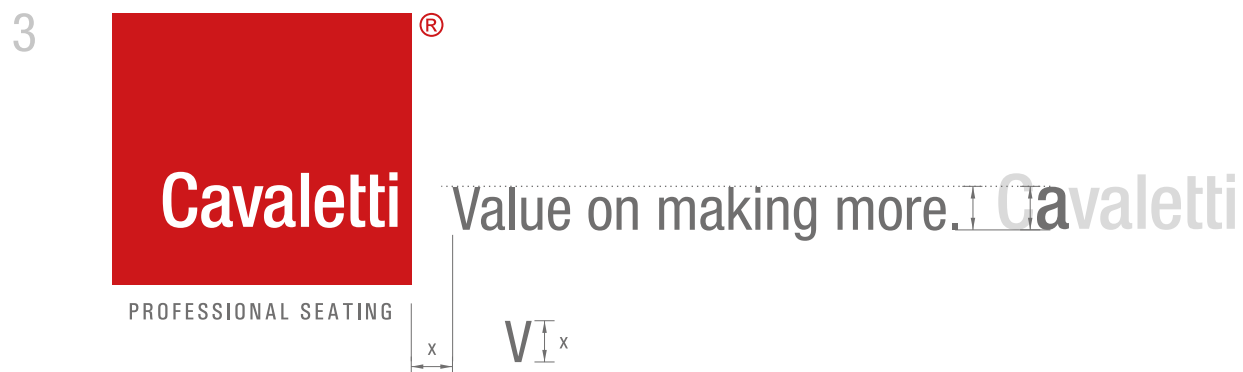 3
®
Cavaletti
Value on making more.
Cavaletti
PROFESSIONAL SEATING
x
V x